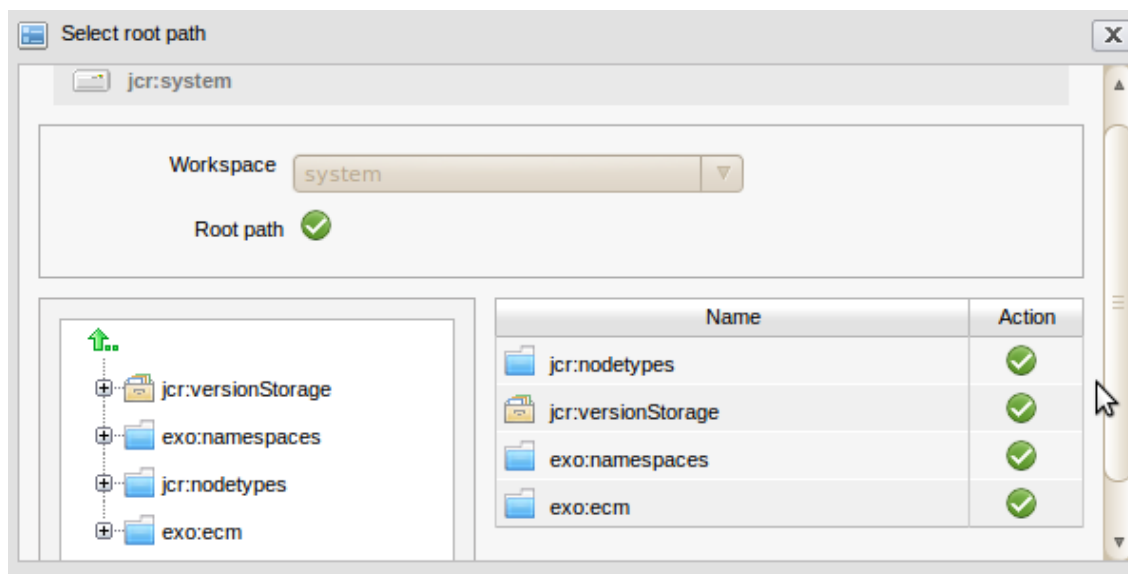 Select root path
jcr:system
Workspace
system
Root path
jcr:versionStorage
exo:namespaces
jcr:nodetypes
exo:ecm
Name Action
jcr:nodetypes
jcr:versionStorage
exo:namespaces
exo:ecm